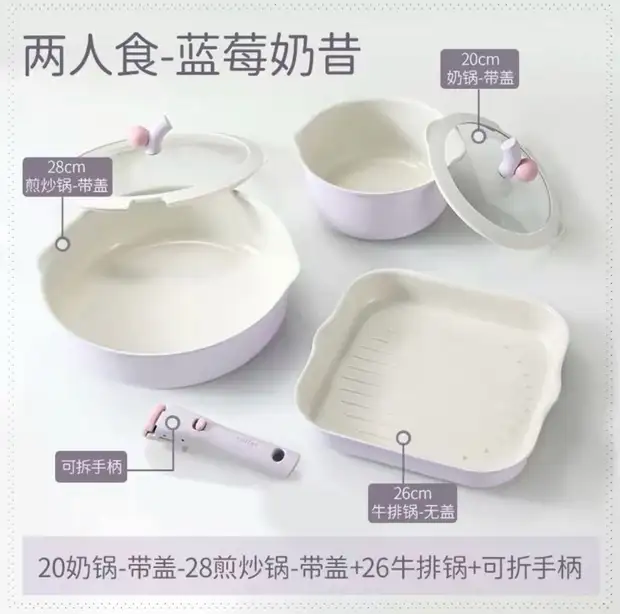 两人食-蓝莓奶昔
20cm
奶锅-带盖
28cm
煎炒锅-带盖
可拆手柄
26cm
牛排锅-无盖
20奶锅-带盖-28煎炒锅-带盖+26牛排锅+可折手柄